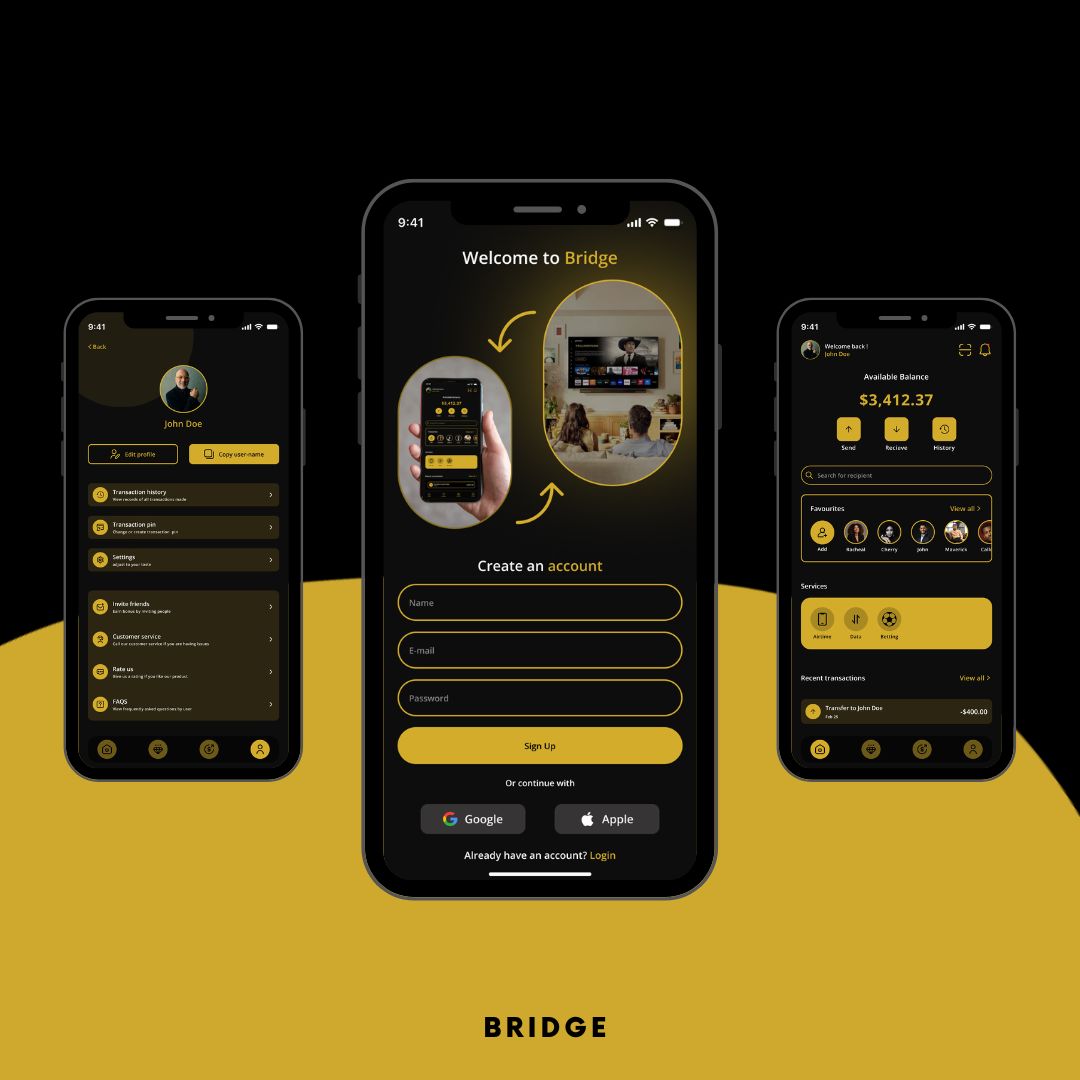 9:41
< Back
John Doe
Edit profile
Copy user-name
Transaction history
View records of all transactions made
Transaction pin
Change or create transaction pin
Settings
adjust to your taste
Invite friends
Earn bonus by inviting people
Customer service
Call our customer service if you are having issues
Rate us
Give us a rating if you like our product
FAQS
View frequently asked questions by user
9:41
Welcome to Bridge
Available Balance
$3,412.37
Create an account
Name
E-mail
Password
Sign Up
Or continue with
Google
Apple
Already have an account? Login
9:41
Welcome back !
John Doe
Available Balance
$3,412.37
Send
Recieve
History
Search for recipient
Favourites
View all >
Add
Racheal
Cherry
John
Maverick
Services
Airtime
Data
Betting
Recent transactions
View all >
Transfer to John Doe
Feb 25
-$400.00
BRIDGE